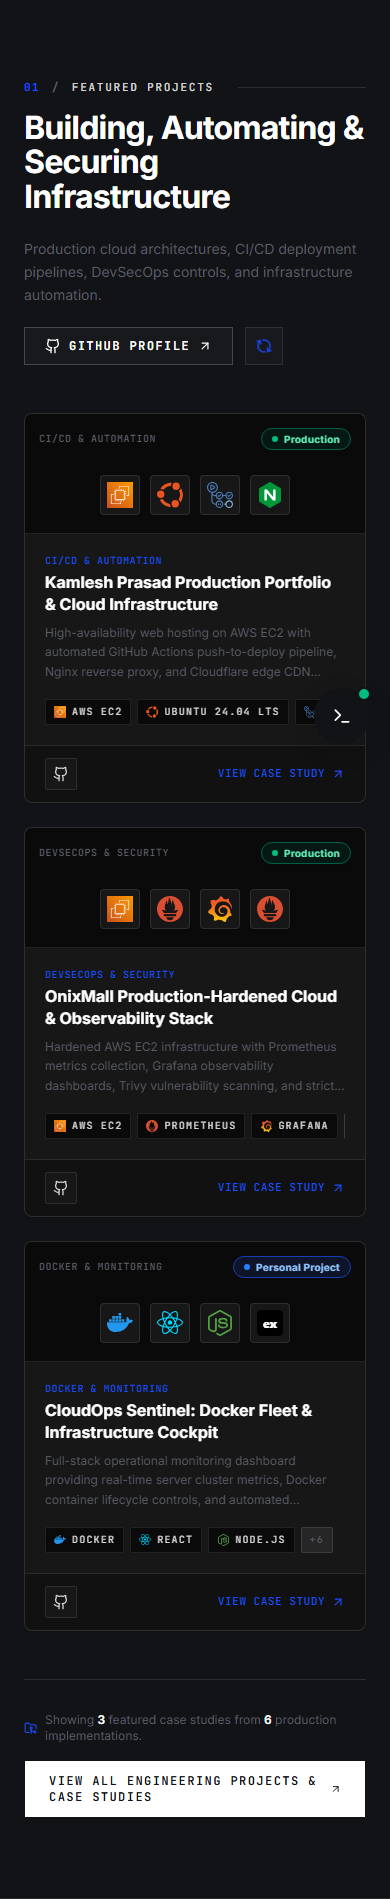 01 / FEATURED PROJECTS
Building, Automating &
Securing
Infrastructure
Production cloud architectures, CI/CD deployment
pipelines, DevSecOps controls, and infrastructure
automation.
GITHUB PROFILE
CI/CD & AUTOMATION
Production
CI/CD & AUTOMATION
Kamlesh Prasad Production Portfolio
& Cloud Infrastructure
High-availability web hosting on AWS EC2 with
automated GitHub Actions push-to-deploy pipeline,
Nginx reverse proxy, and Cloudflare edge CDN...
AWS EC2 UBUNTU 24.04 LTS
VIEW CASE STUDY
DEVSECOPS & SECURITY
Production
DEVSECOPS & SECURITY
OnixMall Production-Hardened Cloud
& Observability Stack
Hardened AWS EC2 infrastructure with Prometheus
metrics collection, Grafana observability
dashboards, Trivy vulnerability scanning, and strict...
AWS EC2 PROMETHEUS GRAFANA
VIEW CASE STUDY
DOCKER & MONITORING
Personal Project
JS ex
DOCKER & MONITORING
CloudOps Sentinel: Docker Fleet &
Infrastructure Cockpit
Full-stack operational monitoring dashboard
providing real-time server cluster metrics, Docker
container lifecycle controls, and automated...
DOCKER REACT NODE.JS +6
VIEW CASE STUDY
Showing 3 featured case studies from 6 production
implementations.
VIEW ALL ENGINEERING PROJECTS &
CASE STUDIES